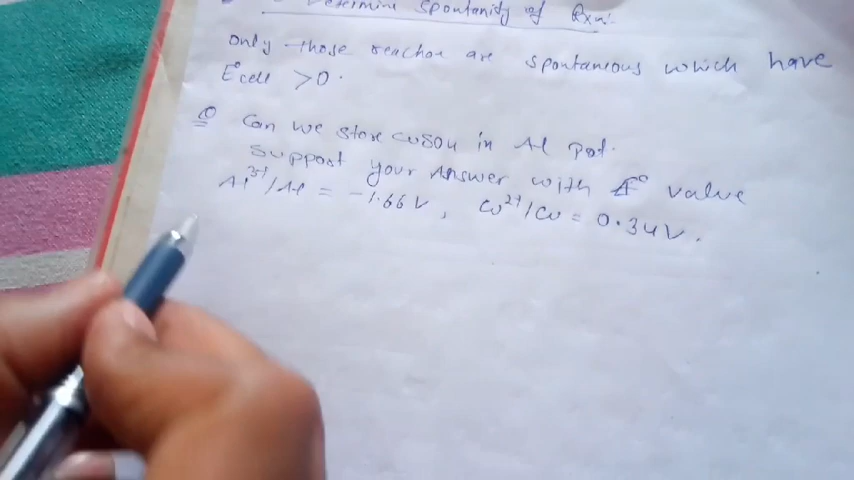 Determine Spontanity of Rxn:
Only those reaction are spontaneous which have
E°cell > 0.
Q Can we store CuSO4 in Al pot.
Support your Answer with E° value
Al3+/Al = -1.66 V, Cu2+/Cu = 0.34 V.